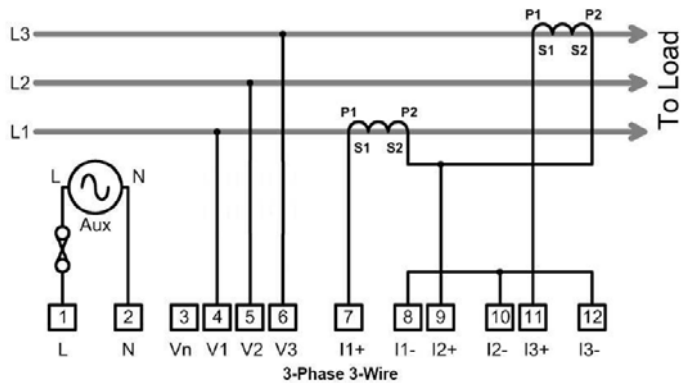 P1 P2
L3
S1 S2
To Load
L2
P1 P2
L1
S1 S2
L N
Aux
1 2 3 4 5 6 7 8 9 10 11 12
L N Vn V1 V2 V3 I1+ I1- I2+ I2- I3+ I3-
3-Phase 3-Wire